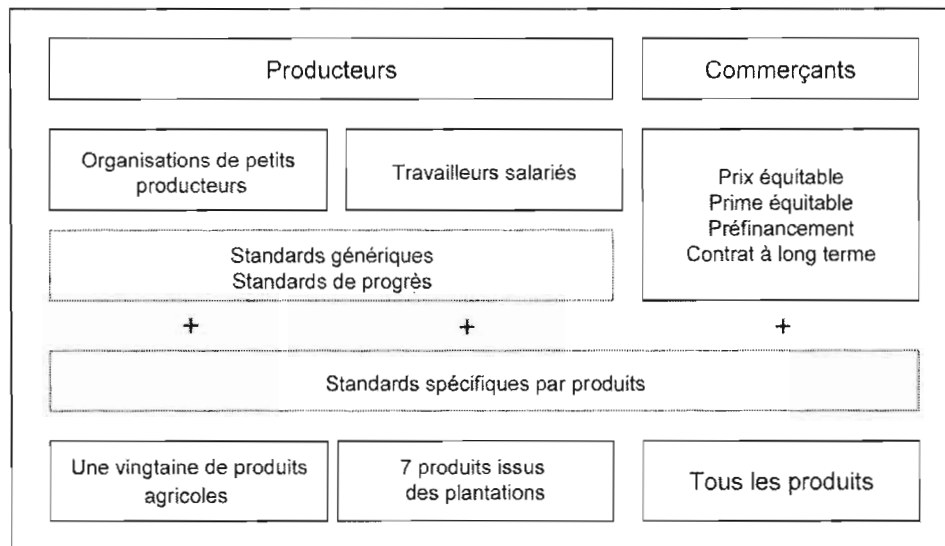 Producteurs
Commerçants
Organisations de petits
producteurs
Travailleurs salariés
Prix équitable
Prime équitable
Préfinancement
Contrat à long terme
Standards génériques
Standards de progrès
+ + +
Standards spécifiques par produits
Une vingtaine de produits
agricoles
7 produits issus
des plantations
Tous les produits